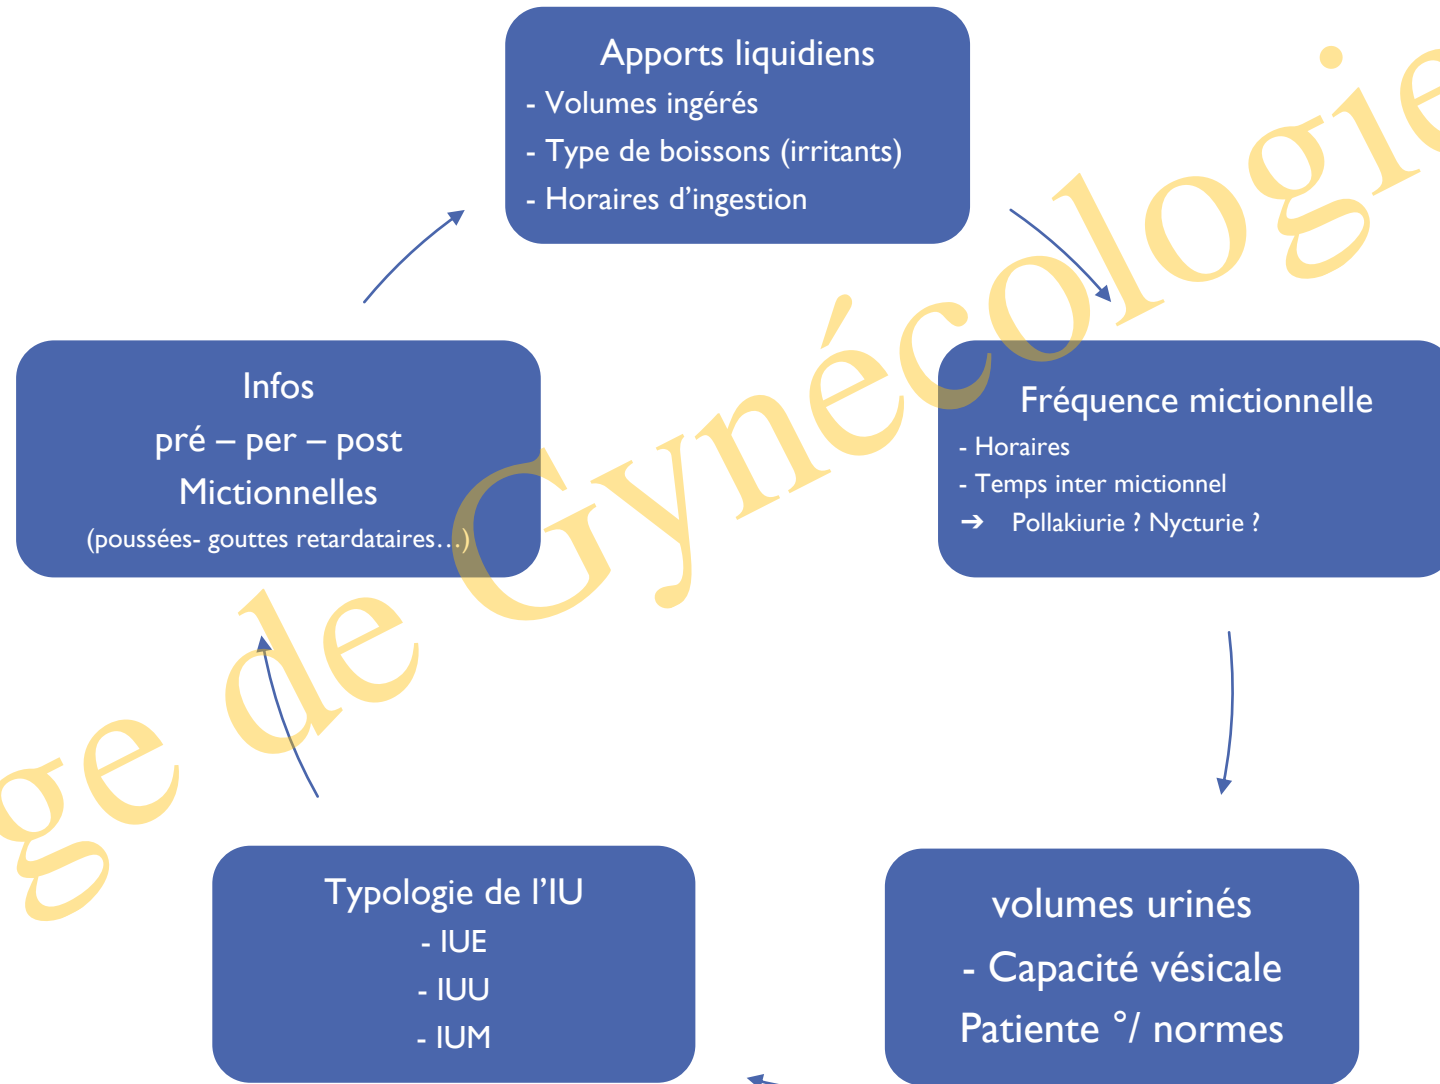 Apports liquidiens
- Volumes ingérés
- Type de boissons (irritants)
- Horaires d’ingestion
Fréquence mictionnelle
- Horaires
- Temps inter mictionnel
➔ Pollakiurie ? Nycturie ?
volumes urinés
- Capacité vésicale
Patiente °/ normes
Typologie de l’IU
- IUE
- IUU
- IUM
Infos
pré – per – post
Mictionnelles
(poussées- gouttes retardataires…)
ge de Gynécologie